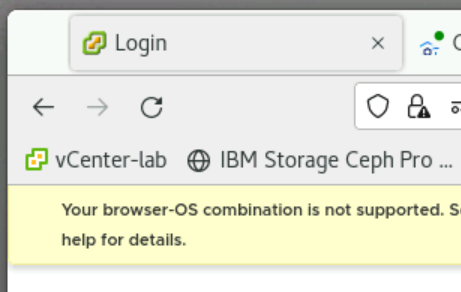 Login
vCenter-lab
IBM Storage Ceph Pro ...
Your browser-OS combination is not supported.
help for details.